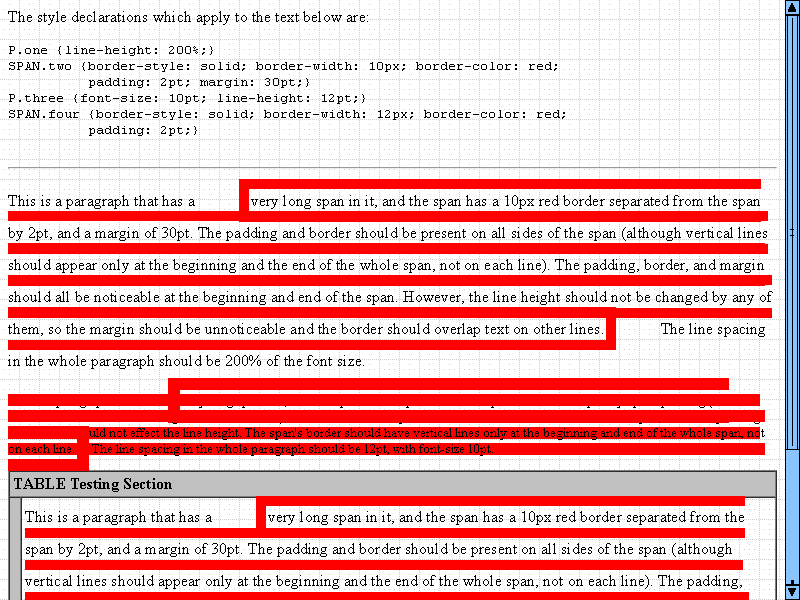 The style declarations which apply to the text below are:
P.one {line-height: 200%;}
SPAN.two {border-style: solid; border-width: 10px; border-color: red;
padding: 2pt; margin: 30pt;}
P.three {font-size: 10pt; line-height: 12pt;}
SPAN.four {border-style: solid; border-width: 12px; border-color: red;
padding: 2pt;}
This is a paragraph that has a very long span in it, and the span has a 10px red border separated from the span
by 2pt, and a margin of 30pt. The padding and border should be present on all sides of the span (although vertical lines
should appear only at the beginning and the end of the whole span, not on each line). The padding, border, and margin
should all be noticeable at the beginning and end of the span. However, the line height should not be changed by any of
them, so the margin should be unnoticeable and the border should overlap text on other lines. The line spacing
in the whole paragraph should be 200% of the font size.
uld not effect the line height. The span's border should have vertical lines only at the beginning and end of the whole span, not
on each line. The line spacing in the whole paragraph should be 12pt, with font-size 10pt.
TABLE Testing Section
This is a paragraph that has a very long span in it, and the span has a 10px red border separated from the
span by 2pt, and a margin of 30pt. The padding and border should be present on all sides of the span (although
vertical lines should appear only at the beginning and the end of the whole span, not on each line). The padding,